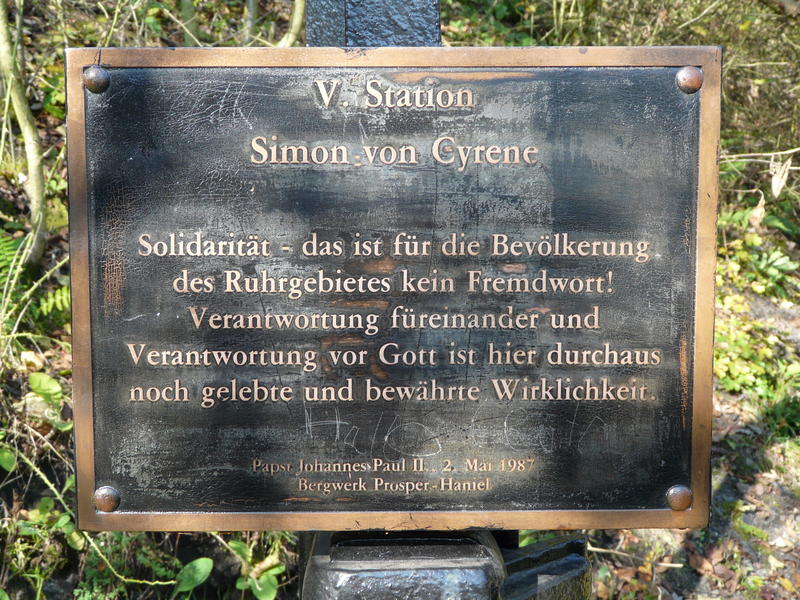 V. Station
Simon von Cyrene
Solidarität - das ist für die Bevölkerung
des Ruhrgebietes kein Fremdwort!
Verantwortung füreinander und
Verantwortung vor Gott ist hier durchaus
noch gelebte und bewährte Wirklichkeit.
Papst Johannes Paul II., 2. Mai 1987
Bergwerk Prosper-Haniel